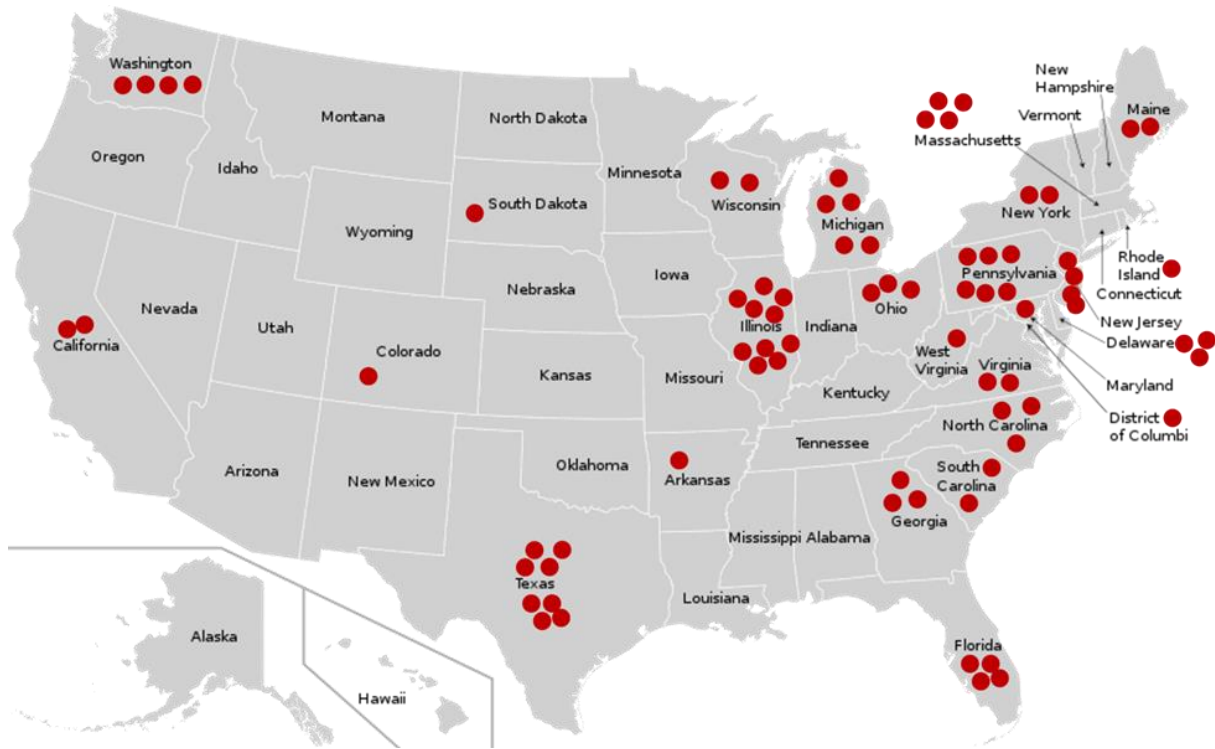 Washington
Montana
North Dakota
Minnesota
New
Hampshire
Vermont
Maine
Massachusetts
Oregon
Idaho
South Dakota
Wisconsin
Michigan
New York
Wyoming
Iowa
Pennsylvania
Rhode
Island
Connecticut
Nebraska
Nevada
Utah
Illinois
Indiana
Ohio
New Jersey
Delaware
California
Colorado
Kansas
Missouri
West
Virginia
Virginia
Kentucky
Maryland
North Carolina
District
of Columbi
Tennessee
Arizona
New Mexico
Oklahoma
Arkansas
South
Carolina
Georgia
Mississippi
Alabama
Texas
Louisiana
Alaska
Florida
Hawaii